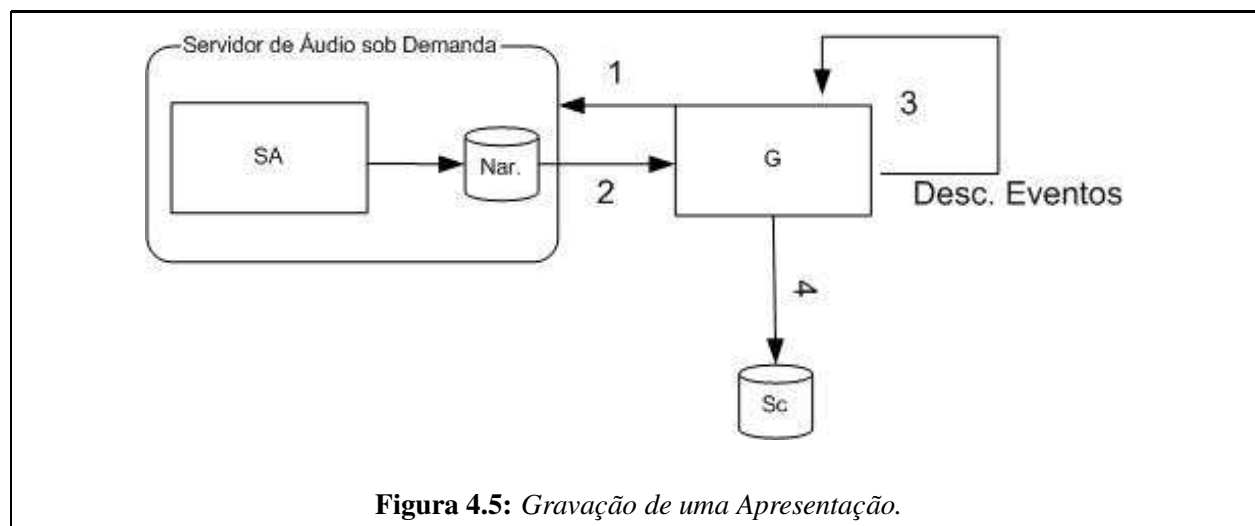 Servidor de Áudio sob Demanda
1
3
SA
Nar.
G
2
Desc. Eventos
4
Sc
Figura 4.5: Gravação de uma Apresentação.